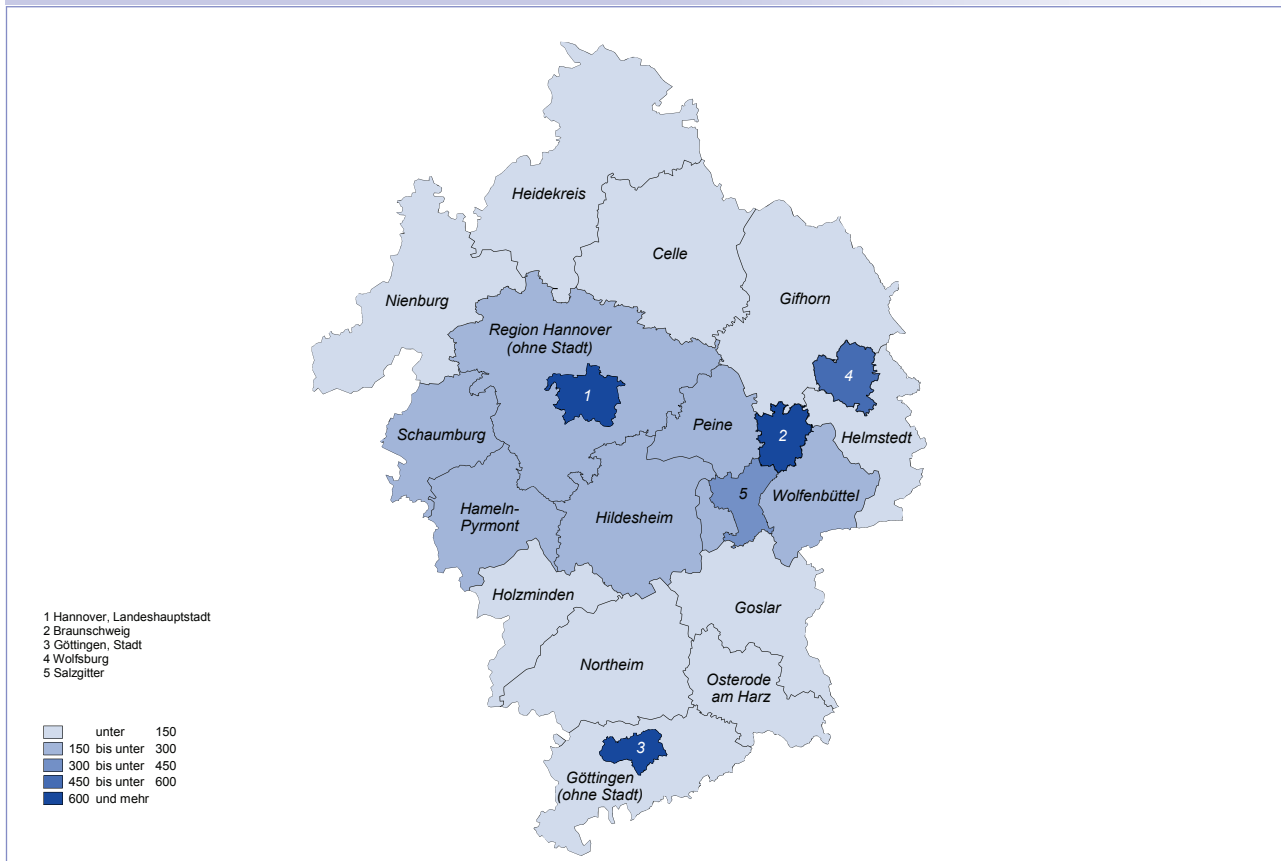 Heidekreis
Celle
Nienburg
Gifhorn
Region Hannover
(ohne Stadt)
4
1
Schaumburg
Peine
2
Helmstedt
5
Wolfenbüttel
Hameln-
Pyrmont
Hildesheim
Holzminden
Goslar
1 Hannover, Landeshauptstadt
2 Braunschweig
3 Göttingen, Stadt
4 Wolfsburg
5 Salzgitter
Northeim
Osterode
am Harz
3
Göttingen
(ohne Stadt)
unter 150
150 bis unter 300
300 bis unter 450
450 bis unter 600
600 und mehr